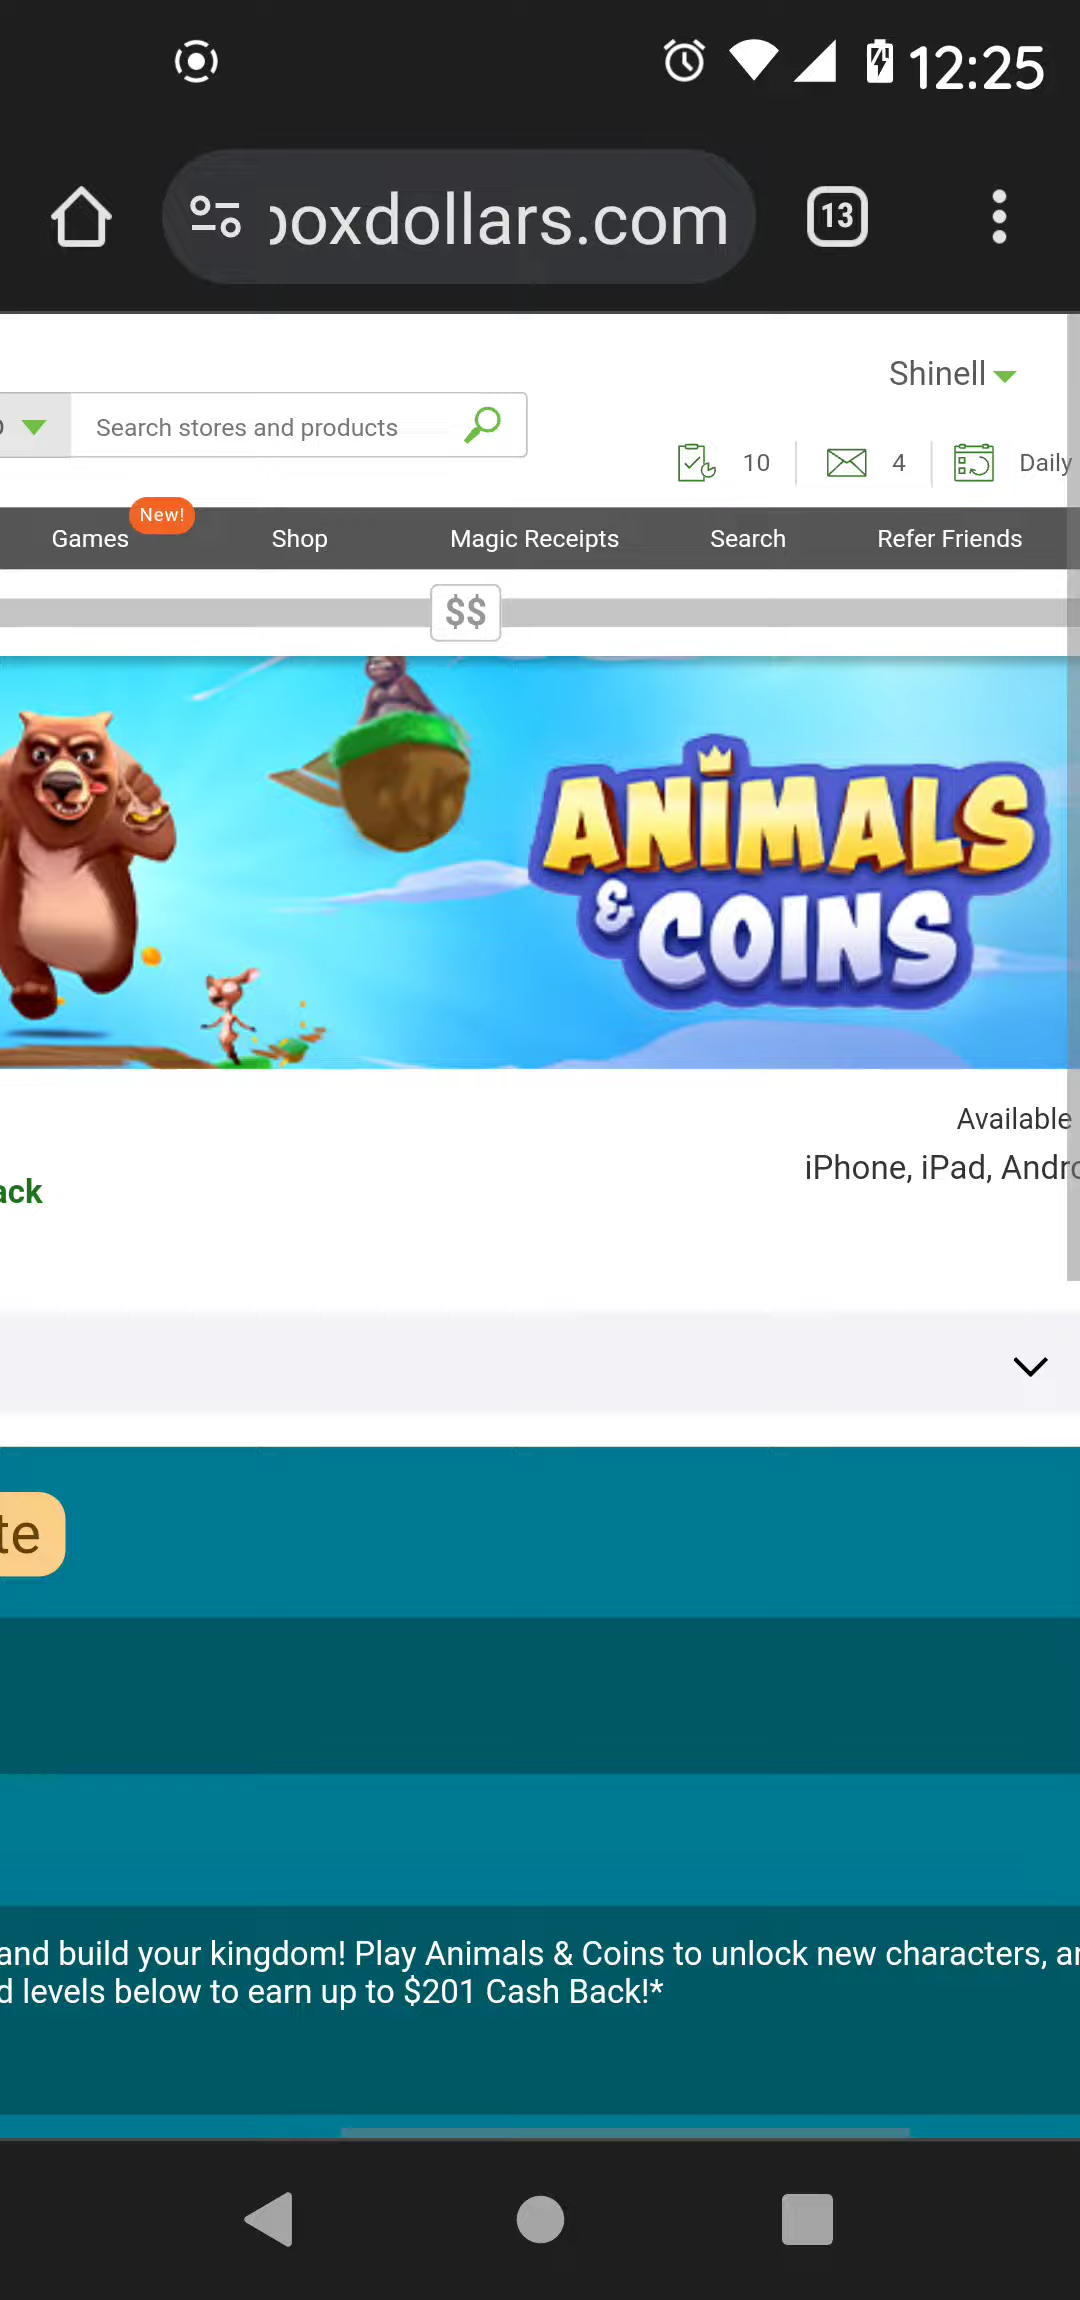 12:25
oxdollars.com
13
Shinell
Search stores and products
10
4
Daily
New!
Games
Shop
Magic Receipts
Search
Refer Friends
$$
ANIMALS
& COINS
Available
iPhone, iPad, Andro
ack
te
and build your kingdom! Play Animals & Coins to unlock new characters, ar
d levels below to earn up to $201 Cash Back!*